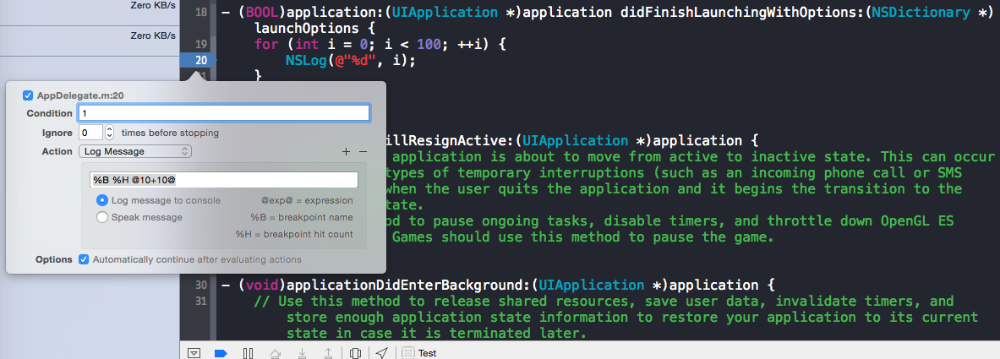 Zero KB/s
Zero KB/s
18 - (BOOL)application:(UIApplication *)application didFinishLaunchingWithOptions:(NSDictionary *)
launchOptions {
19 for (int i = 0; i < 100; ++i) {
20 NSLog(@"%d", i);
}
AppDelegate.m:20
Condition 1
Ignore 0 times before stopping
Action Log Message + -
%B %H @10+10@
Log message to console @exp@ = expression
Speak message %B = breakpoint name
%H = breakpoint hit count
Options Automatically continue after evaluating actions
illResignActive:(UIApplication *)application {
application is about to move from active to inactive state. This can occur
types of temporary interruptions (such as an incoming phone call or SMS
when the user quits the application and it begins the transition to the
tate.
od to pause ongoing tasks, disable timers, and throttle down OpenGL ES
Games should use this method to pause the game.
30 - (void)applicationDidEnterBackground:(UIApplication *)application {
31 // Use this method to release shared resources, save user data, invalidate timers, and
store enough application state information to restore your application to its current
state in case it is terminated later.
Test